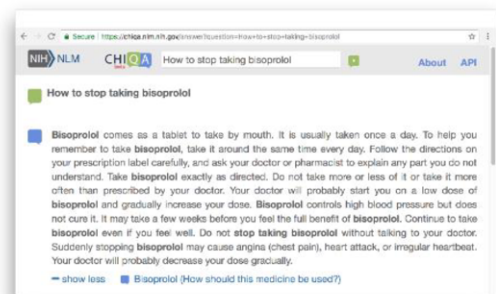 Secure https://chiqa.nlm.nih.gov/answer?question=How+to+stop+taking+bisoprolol
NIH NLM CHIQA beta How to stop taking bisoprolol About API
How to stop taking bisoprolol
Bisoprolol comes as a tablet to take by mouth. It is usually taken once a day. To help you
remember to take bisoprolol, take it around the same time every day. Follow the directions on
your prescription label carefully, and ask your doctor or pharmacist to explain any part you do not
understand. Take bisoprolol exactly as directed. Do not take more or less of it or take it more
often than prescribed by your doctor. Your doctor will probably start you on a low dose of
bisoprolol and gradually increase your dose. Bisoprolol controls high blood pressure but does
not cure it. It may take a few weeks before you feel the full benefit of bisoprolol. Continue to take
bisoprolol even if you feel well. Do not stop taking bisoprolol without talking to your doctor.
Suddenly stopping bisoprolol may cause angina (chest pain), heart attack, or irregular heartbeat.
Your doctor will probably decrease your dose gradually.
show less Bisoprolol (How should this medicine be used?)